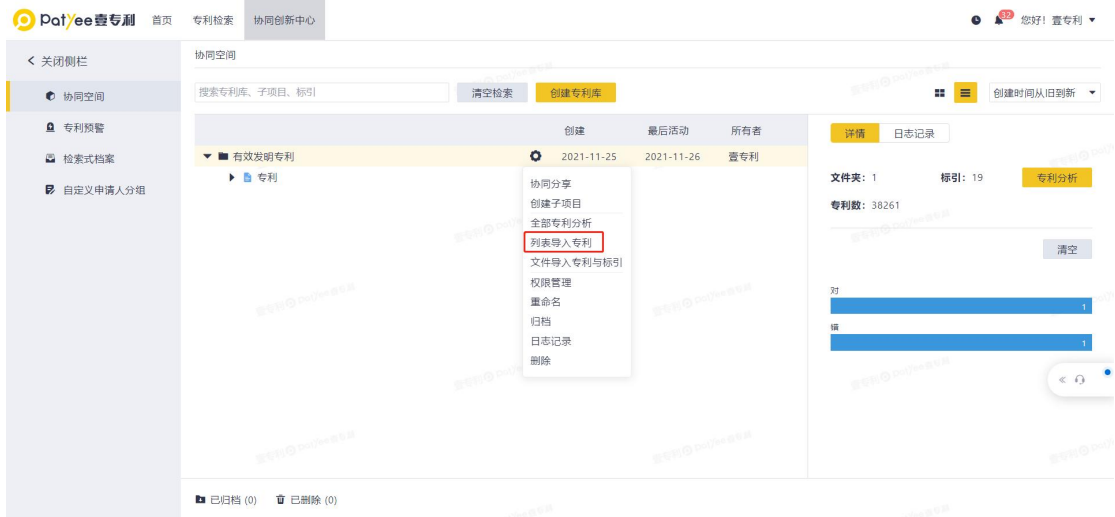 Patyee壹专利 首页 专利检索 协同创新中心 32 您好！壹专利
关闭侧栏
协同空间
专利预警
检索式档案
自定义申请人分组
协同空间
搜索专利库、子项目、标引 清空检索 创建专利库 创建时间从旧到新
创建 最后活动 所有者
有效发明专利 2021-11-25 2021-11-26 壹专利
专利
协同分享
创建子项目
全部专利分析
列表导入专利
文件导入专利与标引
权限管理
重命名
归档
日志记录
删除
详情 日志记录
文件夹：1 标引：19 专利分析
专利数：38261
清空
对
1
错
1
已归档 (0) 已删除 (0)